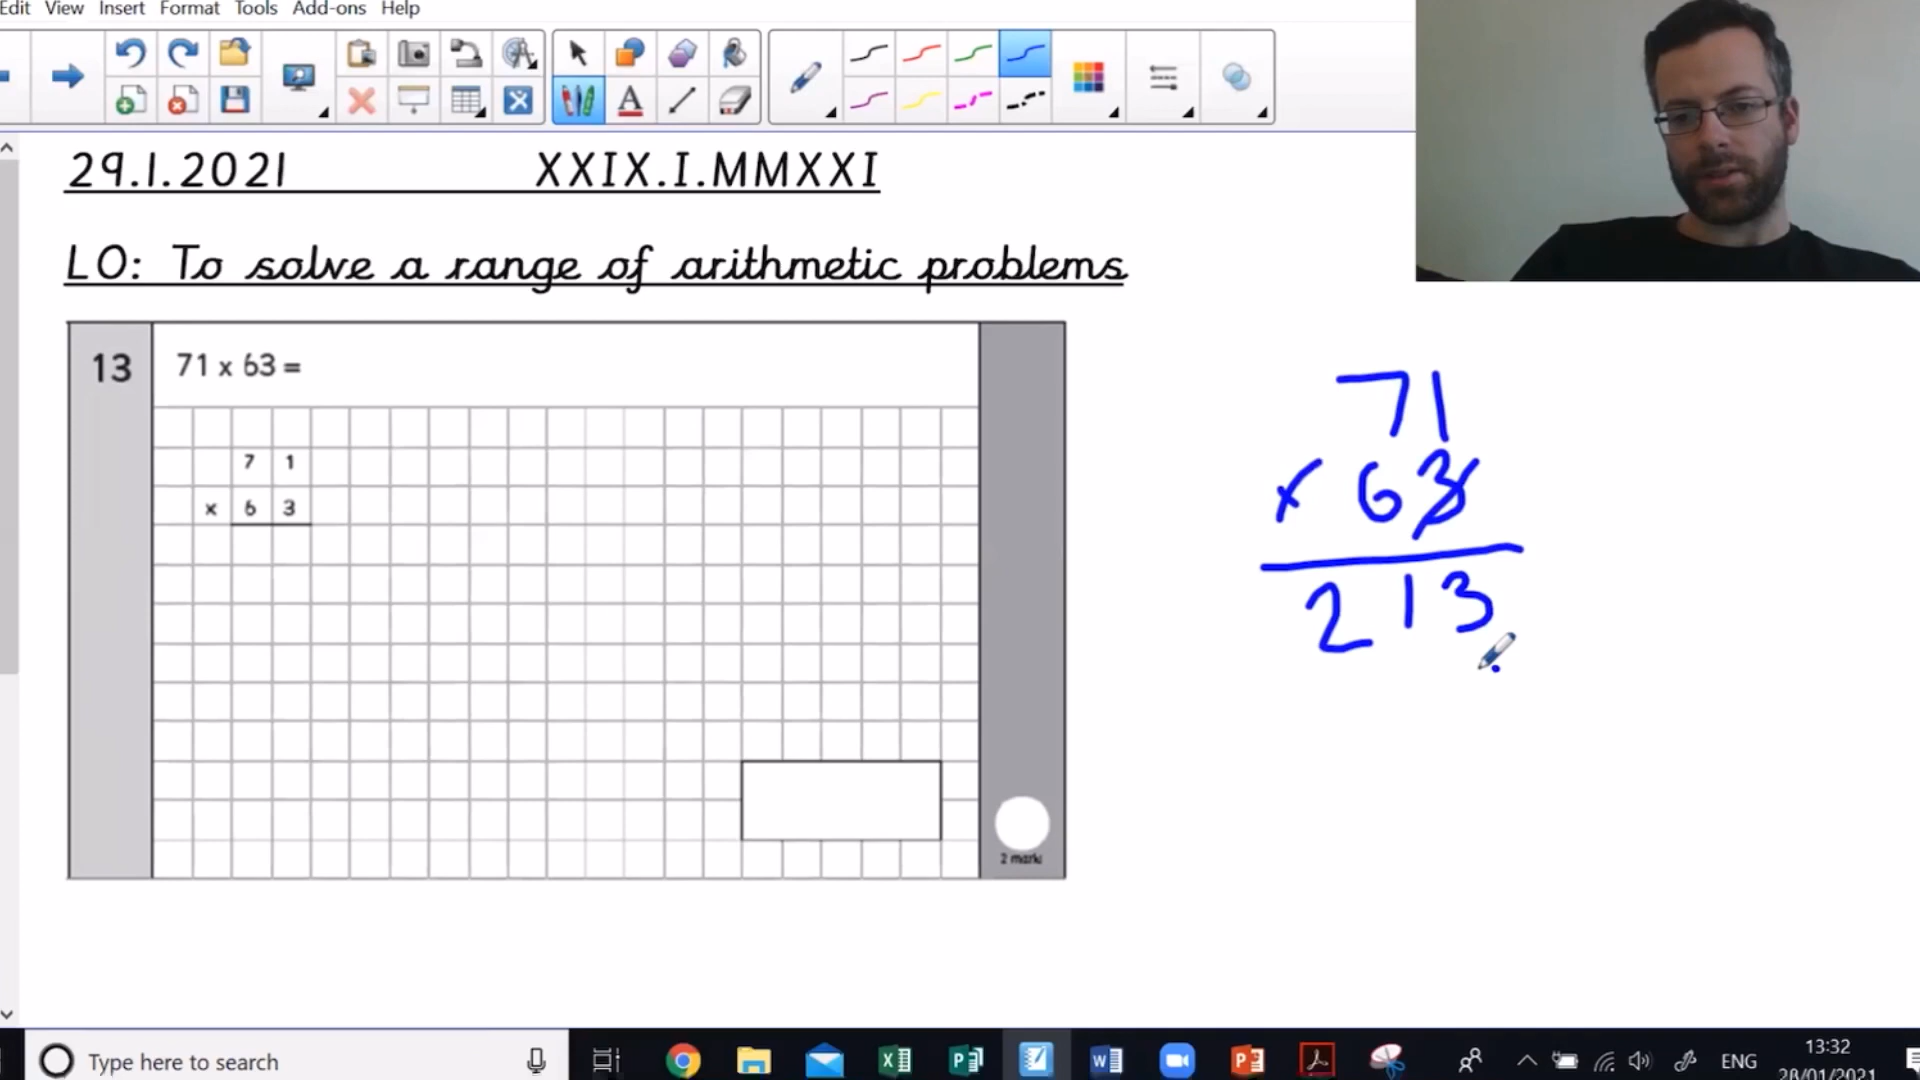 Edit View Insert Format Tools Add-ons Help
29.1.2021 XXIX.I.MMXXI
LO: To solve a range of arithmetic problems
13 71 x 63 =
7 1
x 6 3
2 marks
71
x 63
213
Type here to search
ENG
13:32
28/01/2021